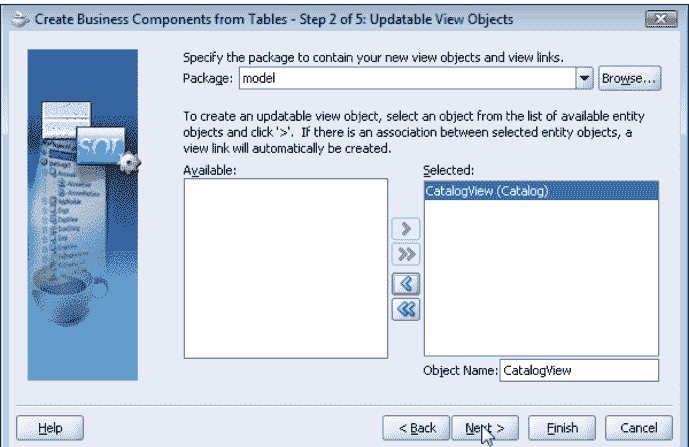 Create Business Components from Tables - Step 2 of 5: Updatable View Objects
Specify the package to contain your new view objects and view links.
Package: model
Browse...
To create an updatable view object, select an object from the list of available entity
objects and click '>'. If there is an association between selected entity objects, a
view link will automatically be created.
Available:
Selected:
CatalogView (Catalog)
SQL
Object Name: CatalogView
Help
< Back
Next >
Finish
Cancel